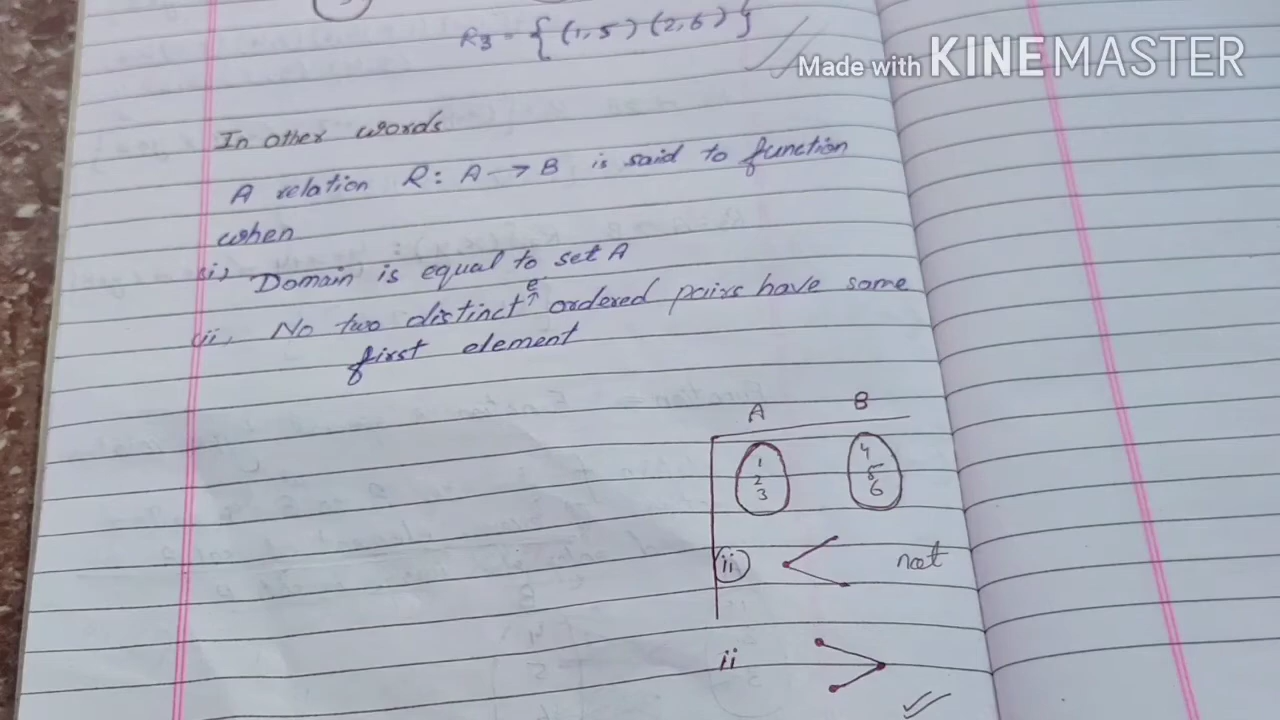 R3 = { (1,5) (2,6) }
Made with KINEMASTER
In other words
A relation R: A → B is said to function
when
(i) Domain is equal to set A
e
(ii, No two distinct ↑ ordered pairs have same
first element
A B
1 4
2 5
3 6
ii not
ii